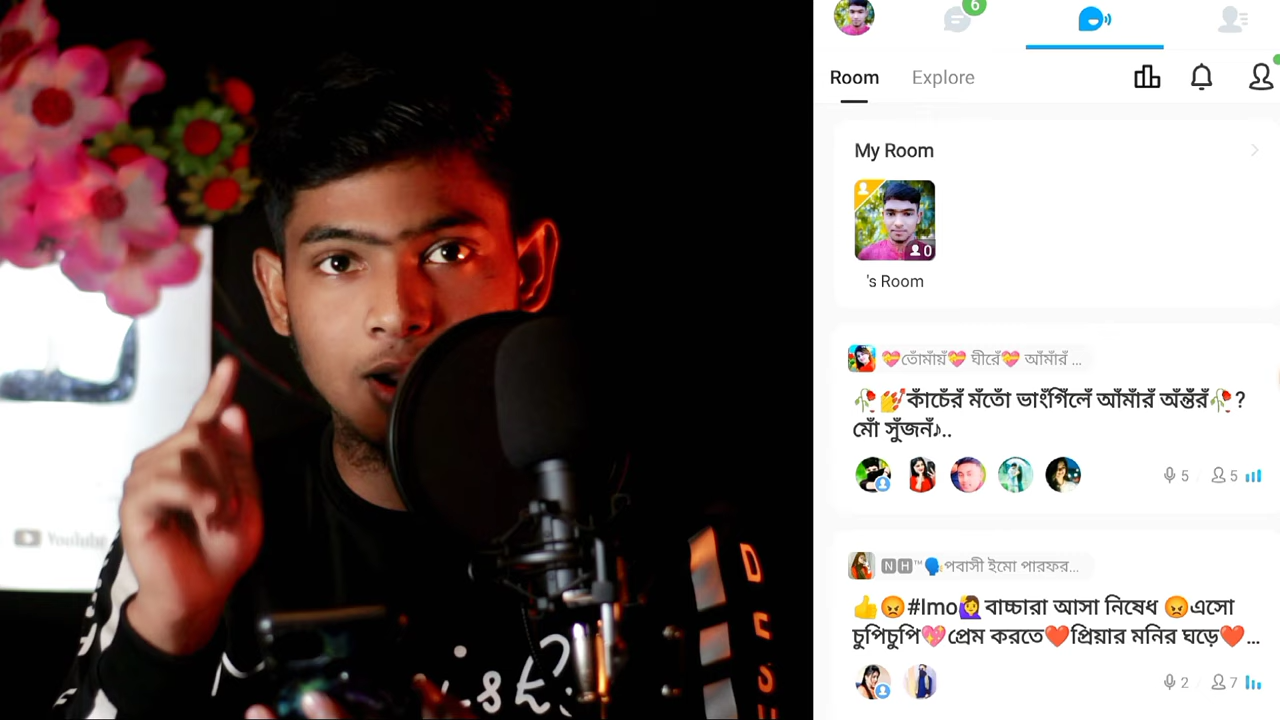 YouTube
6
Room
Explore
My Room
0
's Room
💝তোঁমাঁয়ঁ💝 ঘীরেঁ💝 আঁমাঁরঁ ...
🥀💅কাঁচেঁরঁ মঁতোঁ ভাংঁগিঁলেঁ আঁমাঁরঁ অঁন্তঁরঁ🥀?
মোঁ সুঁজনঁ♪..
5
5
🅽🅷™🗣️পবাসী ইমো পারফর...
👍😡#Imo🙋‍♀️ বাচ্চারা আসা নিষেধ 😡এসো
চুপিচুপি💖প্রেম করতে❤️প্রিয়ার মনির ঘড়ে❤️...
2
7